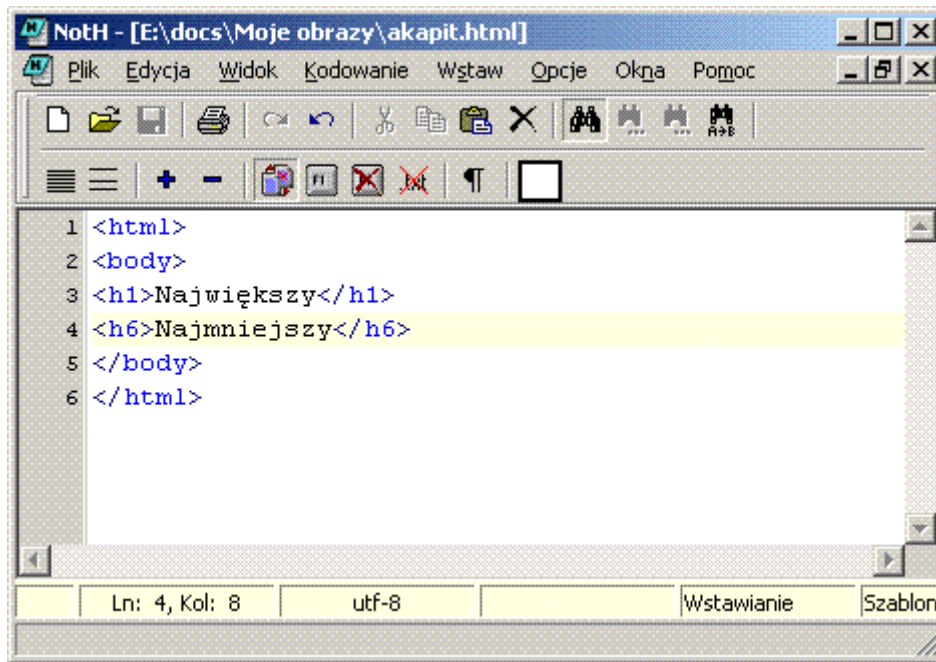 NotH - [E:\docs\Moje obrazy\akapit.html]
Plik Edycja Widok Kodowanie Wstaw Opcje Okna Pomoc
A→B
F1 txt ¶
1 <html>
2 <body>
3 <h1>Największy</h1>
4 <h6>Najmniejszy</h6>
5 </body>
6 </html>
Ln: 4, Kol: 8 utf-8 Wstawianie Szablon